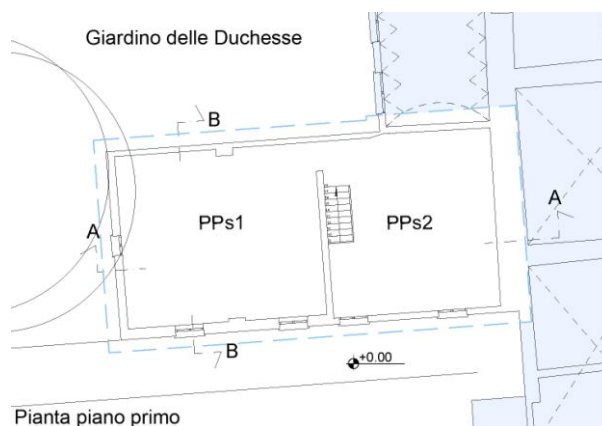 Giardino delle Duchesse
B
A
PPs1
PPs2
A
B
+0.00
Pianta piano primo